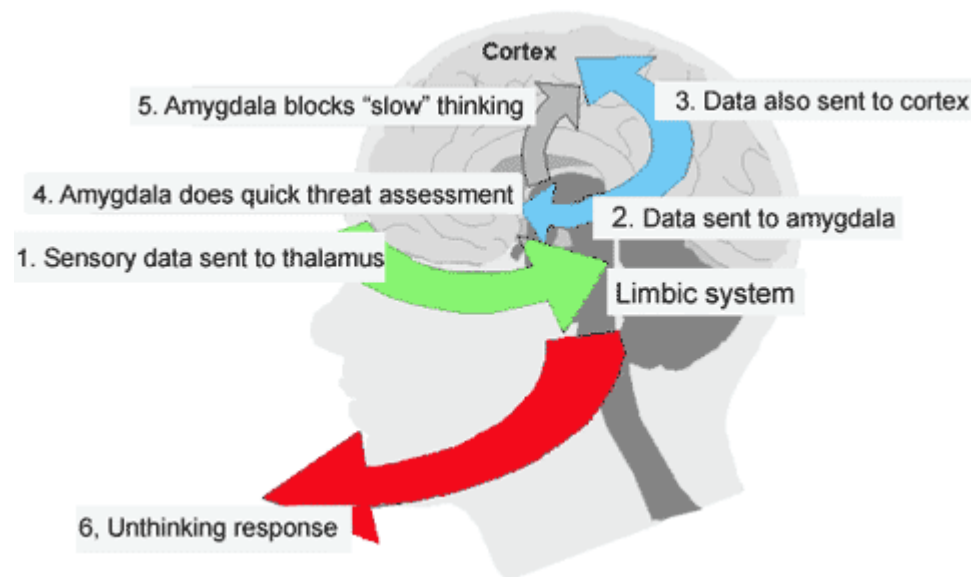 Cortex
5. Amygdala blocks “slow” thinking
3. Data also sent to cortex
4. Amygdala does quick threat assessment
2. Data sent to amygdala
1. Sensory data sent to thalamus
Limbic system
6, Unthinking response